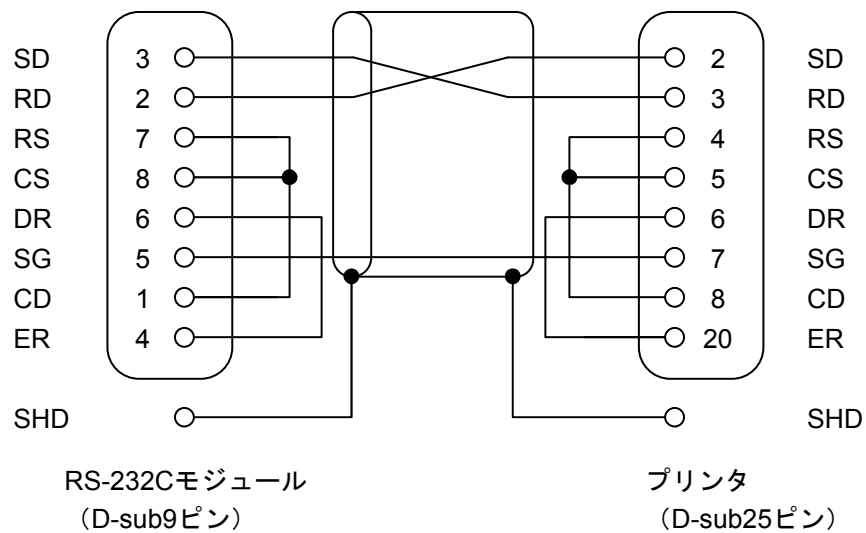 SD 3 2 SD
RD 2 3 RD
RS 7 4 RS
CS 8 5 CS
DR 6 6 DR
SG 5 7 SG
CD 1 8 CD
ER 4 20 ER
SHD SHD
RS-232Cモジュール プリンタ
（D-sub9ピン） （D-sub25ピン）